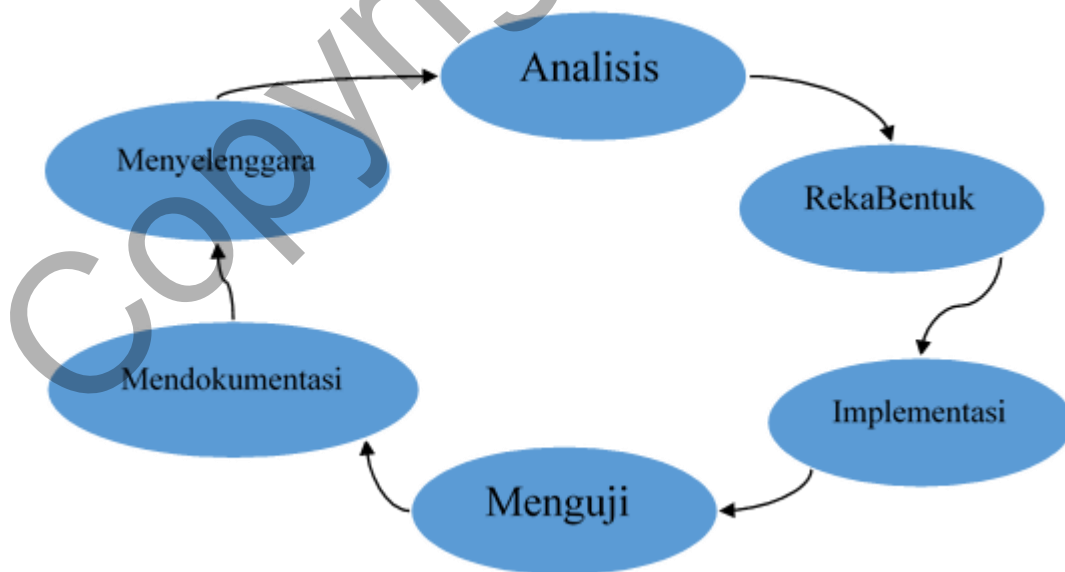 Analisis
RekaBentuk
Implementasi
Menguji
Mendokumentasi
Menyelenggara